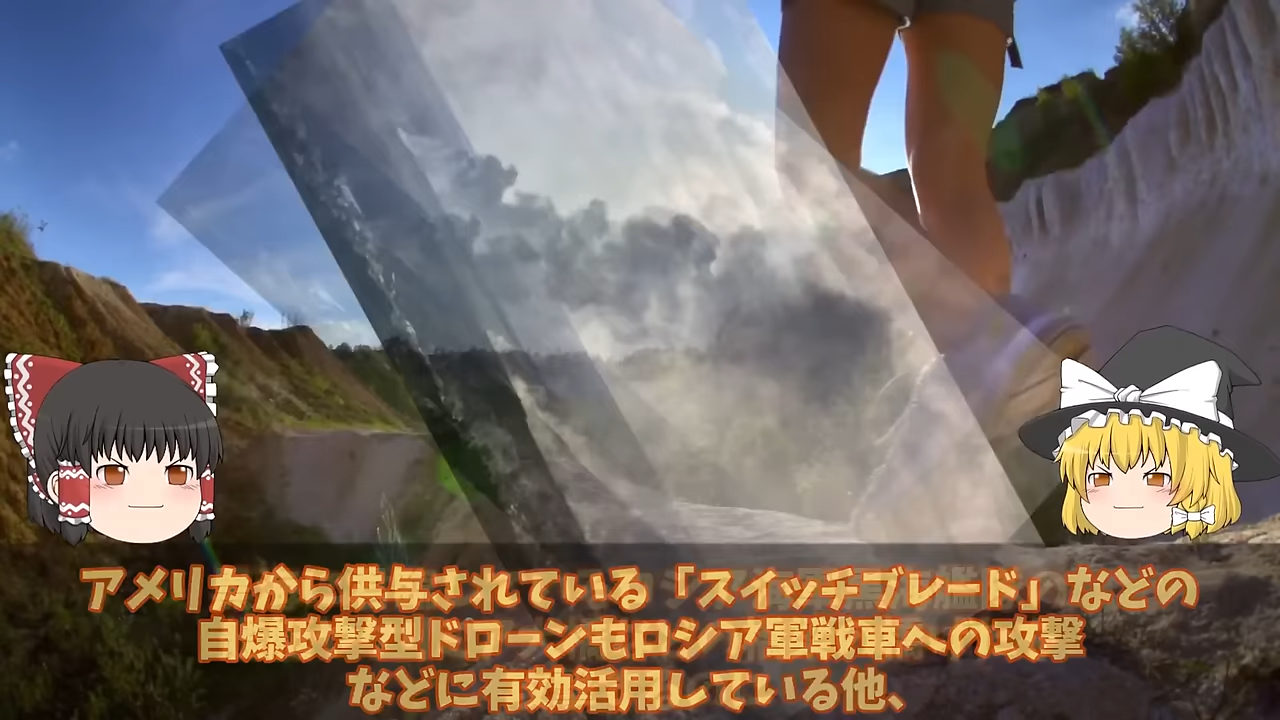 アメリカから供与されている「スイッチブレード」などの
自爆攻撃型ドローンもロシア軍戦車への攻撃
などに有効活用している他、